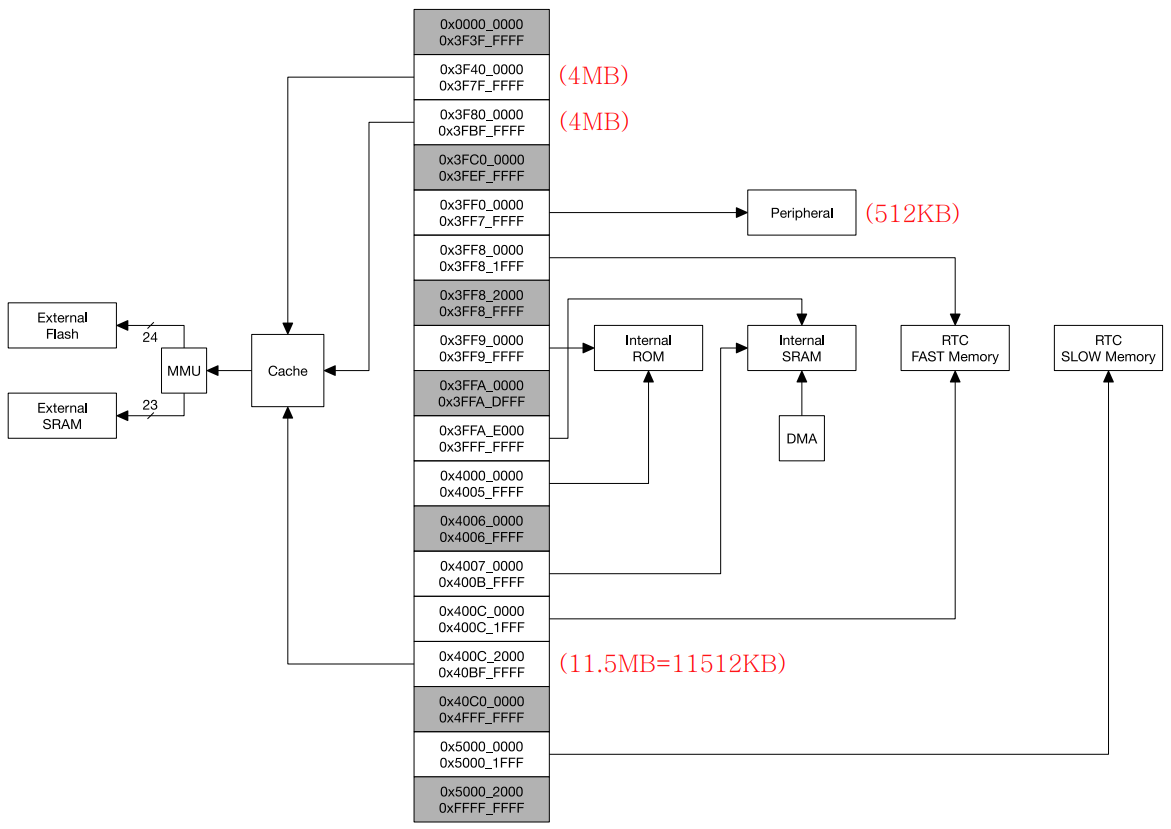 0x0000_0000
0x3F3F_FFFF
0x3F40_0000
0x3F7F_FFFF
(4MB)
0x3F80_0000
0x3FBF_FFFF
(4MB)
0x3FC0_0000
0x3FEF_FFFF
0x3FF0_0000
0x3FF7_FFFF
Peripheral
(512KB)
0x3FF8_0000
0x3FF8_1FFF
0x3FF8_2000
0x3FF8_FFFF
External
Flash
24
0x3FF9_0000
0x3FF9_FFFF
Internal
ROM
Internal
SRAM
RTC
FAST Memory
RTC
SLOW Memory
MMU
Cache
0x3FFA_0000
0x3FFA_DFFF
External
SRAM
23
0x3FFA_E000
0x3FFF_FFFF
DMA
0x4000_0000
0x4005_FFFF
0x4006_0000
0x4006_FFFF
0x4007_0000
0x400B_FFFF
0x400C_0000
0x400C_1FFF
0x400C_2000
0x40BF_FFFF
(11.5MB=11512KB)
0x40C0_0000
0x4FFF_FFFF
0x5000_0000
0x5000_1FFF
0x5000_2000
0xFFFF_FFFF